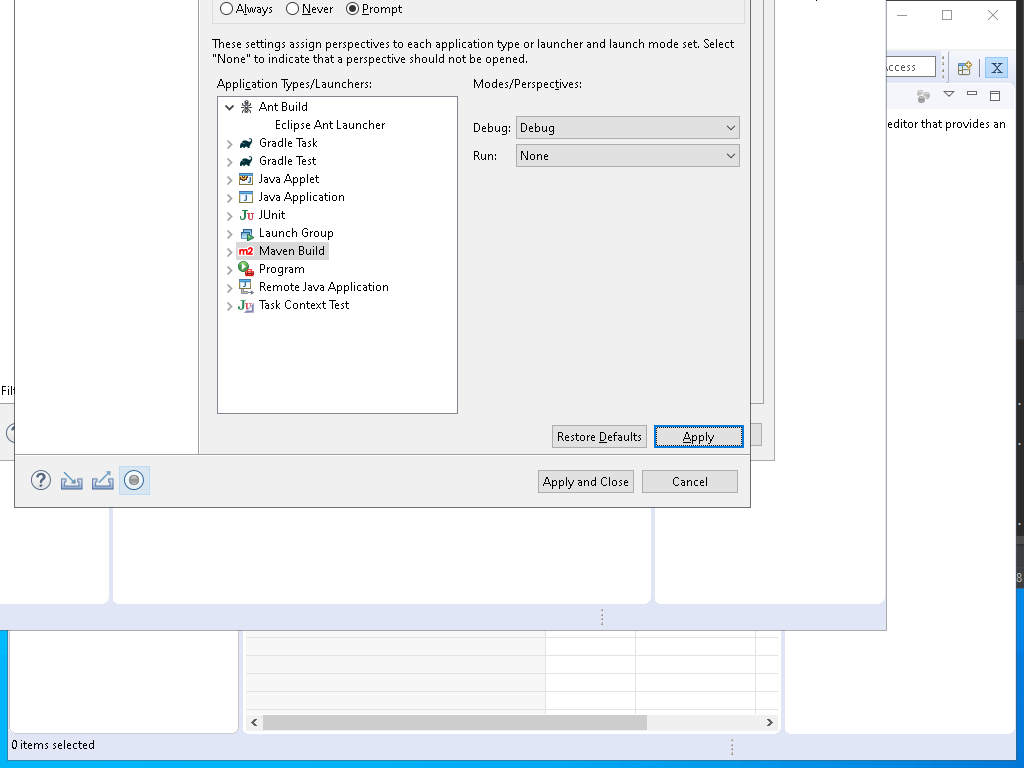 Always Never Prompt
These settings assign perspectives to each application type or launcher and launch mode set. Select
"None" to indicate that a perspective should not be opened.
Application Types/Launchers: Modes/Perspectives:
Ant Build
Eclipse Ant Launcher
Gradle Task
Gradle Test
Java Applet
Java Application
JUnit
Launch Group
Maven Build
Program
Remote Java Application
Task Context Test
Debug: Debug
Run: None
Restore Defaults Apply
Apply and Close Cancel
ccess
editor that provides an
Filt
8
0 items selected